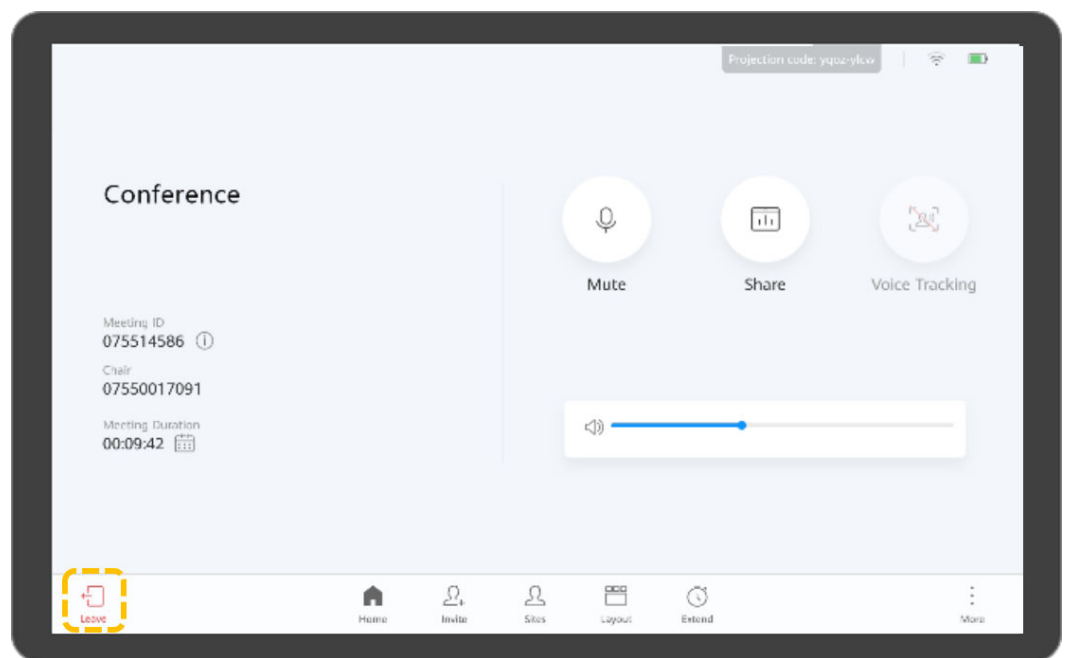 Projection code: yqoz-ylcw
Conference
Mute
Share
Voice Tracking
Meeting ID
075514586
Chair
07550017091
Meeting Duration
00:09:42
Leave
Home
Invite
Sites
Layout
Extend
More